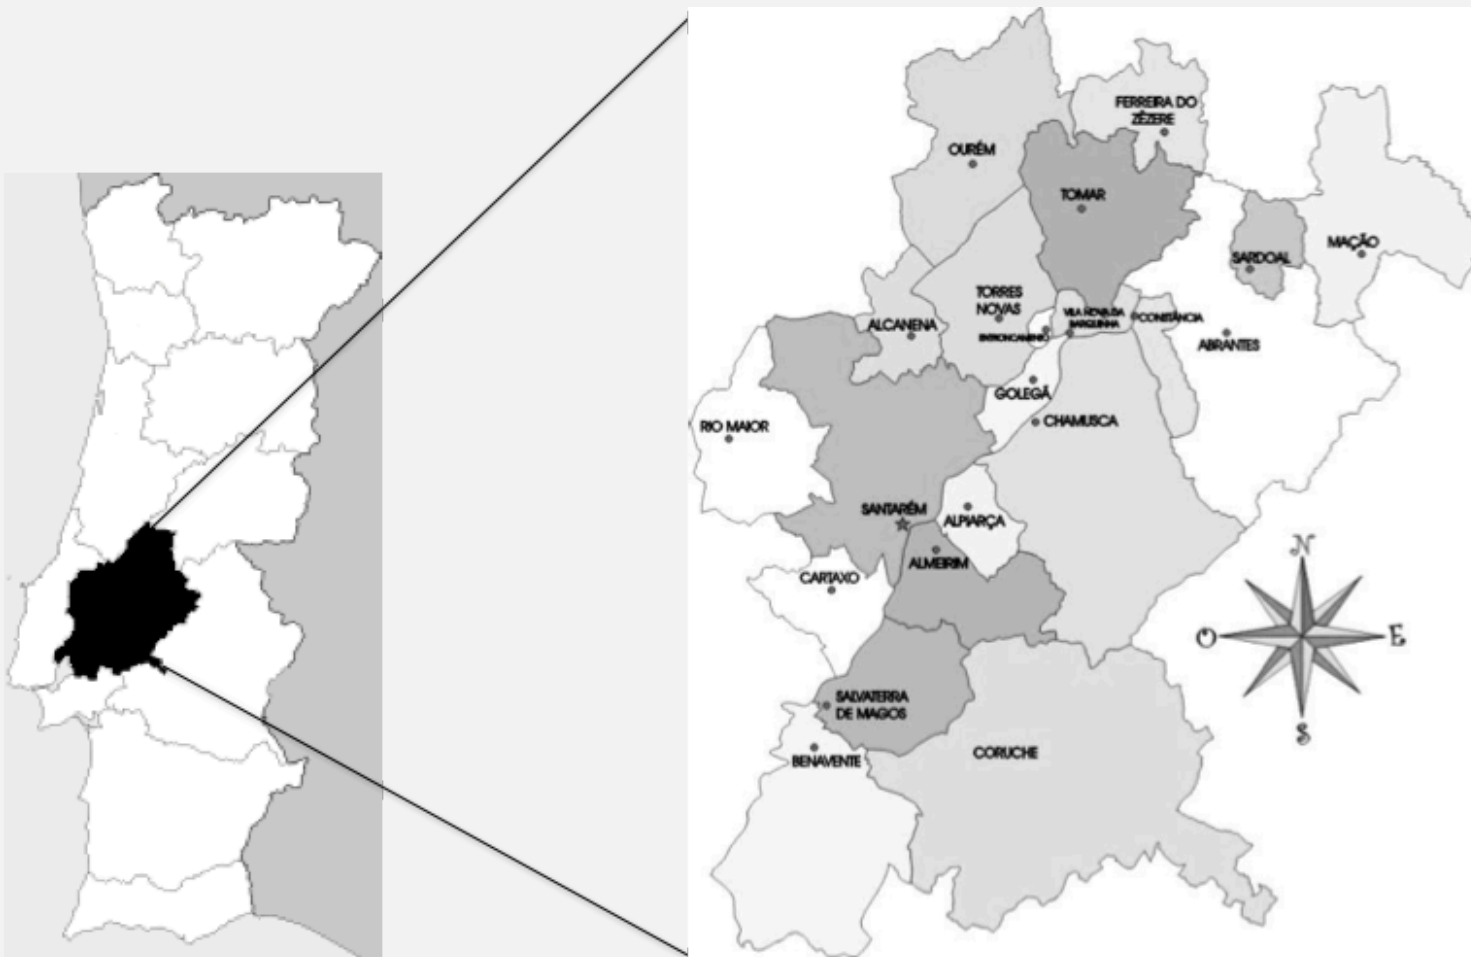 FERREIRA DO
ZÊZERE
OURÉM
TOMAR
MAÇÃO
SARDOAL
TORRES
NOVAS
ALCANENA
VILA NOVA DA
BARQUINHA
CONSTÂNCIA
ENTRONCAMENTO
ABRANTES
GOLEGÃ
CHAMUSCA
RIO MAIOR
SANTARÉM
ALPIARÇA
ALMEIRIM
CARTAXO
SALVATERRA
DE MAGOS
BENAVENTE
CORUCHE
N
O
E
S